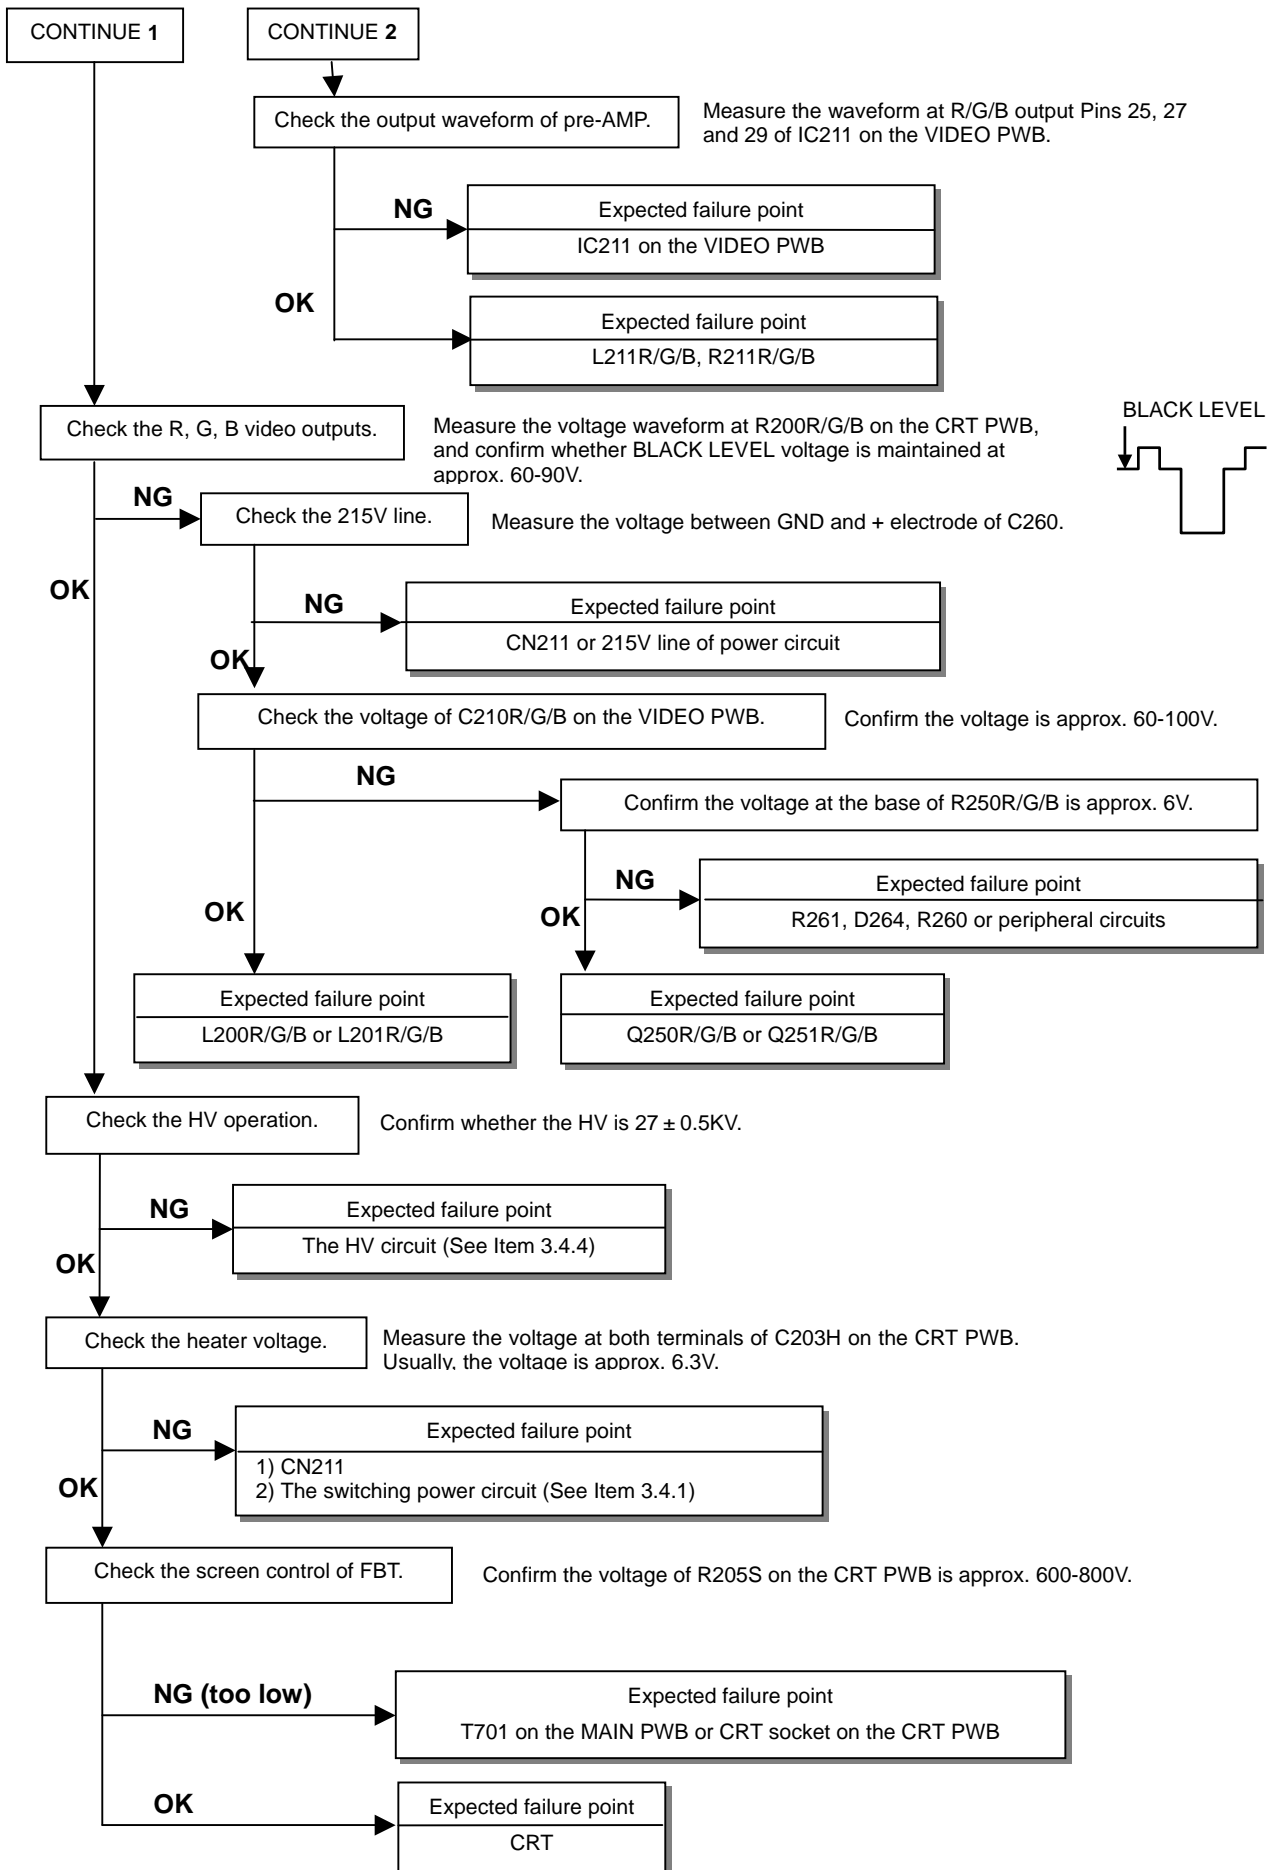 CONTINUE 1
CONTINUE 2
Check the output waveform of pre-AMP.
Measure the waveform at R/G/B output Pins 25, 27
and 29 of IC211 on the VIDEO PWB.
NG
Expected failure point
IC211 on the VIDEO PWB
OK
Expected failure point
L211R/G/B, R211R/G/B
Check the R, G, B video outputs.
Measure the voltage waveform at R200R/G/B on the CRT PWB,
and confirm whether BLACK LEVEL voltage is maintained at
approx. 60-90V.
BLACK LEVEL
NG
Check the 215V line.
Measure the voltage between GND and + electrode of C260.
OK
NG
Expected failure point
CN211 or 215V line of power circuit
OK
Check the voltage of C210R/G/B on the VIDEO PWB.
Confirm the voltage is approx. 60-100V.
NG
Confirm the voltage at the base of R250R/G/B is approx. 6V.
NG
Expected failure point
R261, D264, R260 or peripheral circuits
OK
OK
Expected failure point
L200R/G/B or L201R/G/B
Expected failure point
Q250R/G/B or Q251R/G/B
Check the HV operation.
Confirm whether the HV is 27 ± 0.5KV.
NG
Expected failure point
The HV circuit (See Item 3.4.4)
OK
Check the heater voltage.
Measure the voltage at both terminals of C203H on the CRT PWB.
Usually, the voltage is approx. 6.3V.
NG
Expected failure point
1) CN211
2) The switching power circuit (See Item 3.4.1)
OK
Check the screen control of FBT.
Confirm the voltage of R205S on the CRT PWB is approx. 600-800V.
NG (too low)
Expected failure point
T701 on the MAIN PWB or CRT socket on the CRT PWB
OK
Expected failure point
CRT